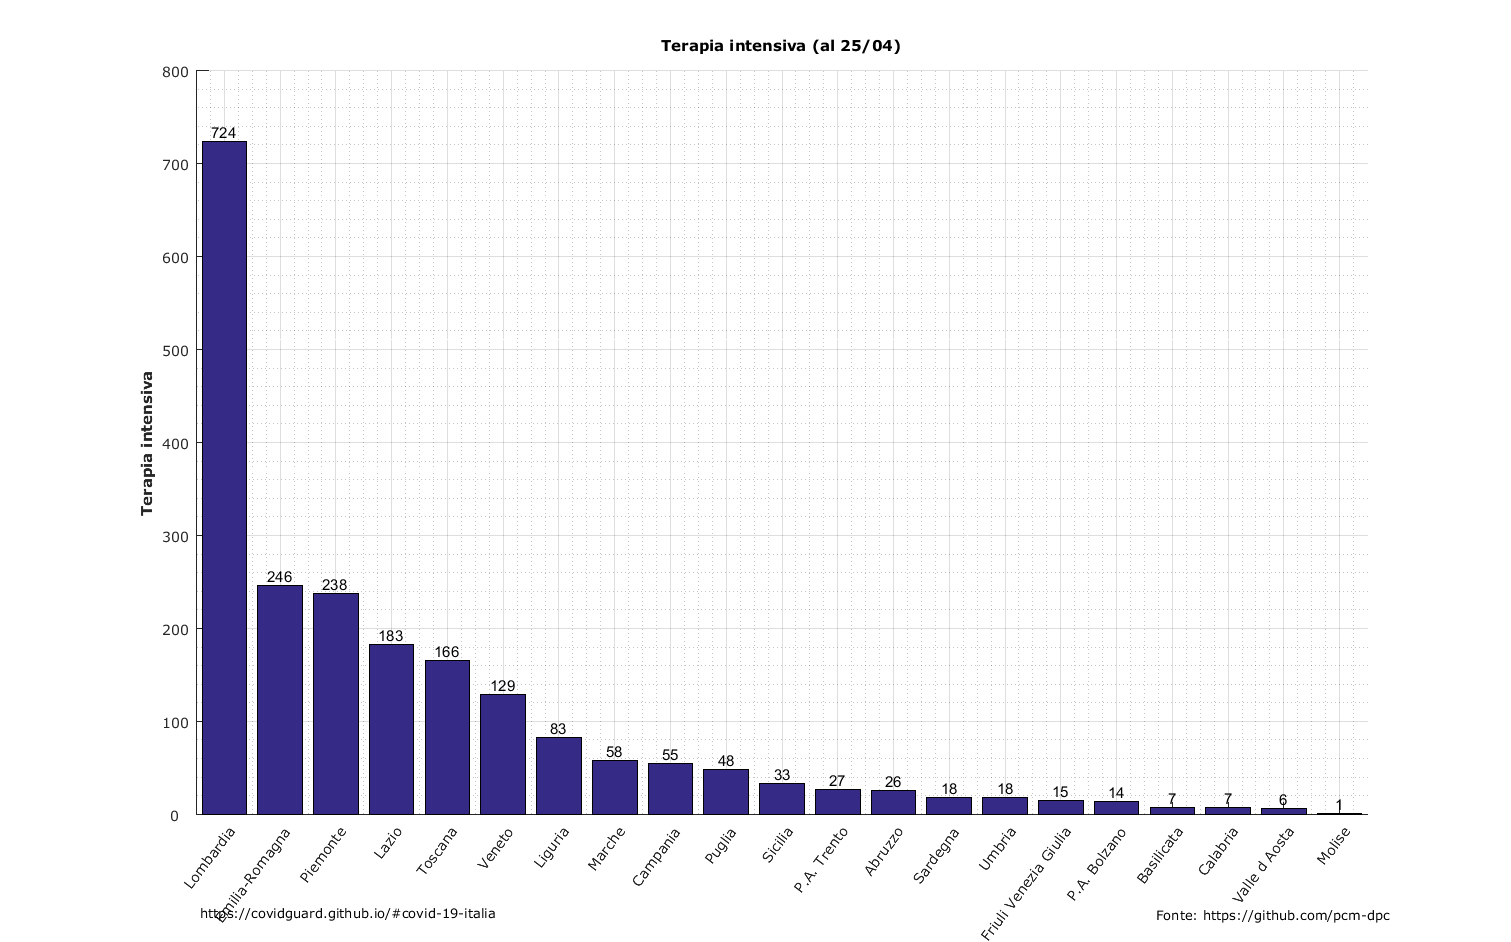 Terapia intensiva (al 25/04)
Terapia intensiva
800
700
600
500
400
300
200
100
0
724
246
238
183
166
129
83
58
55
48
33
27
26
18
18
15
14
7
7
6
1
Lombardia
Emilia-Romagna
Piemonte
Lazio
Toscana
Veneto
Liguria
Marche
Campania
Puglia
Sicilia
P.A. Trento
Abruzzo
Sardegna
Umbria
Friuli Venezia Giulia
P.A. Bolzano
Basilicata
Calabria
Valle d Aosta
Molise
https://covidguard.github.io/#covid-19-italia
Fonte: https://github.com/pcm-dpc